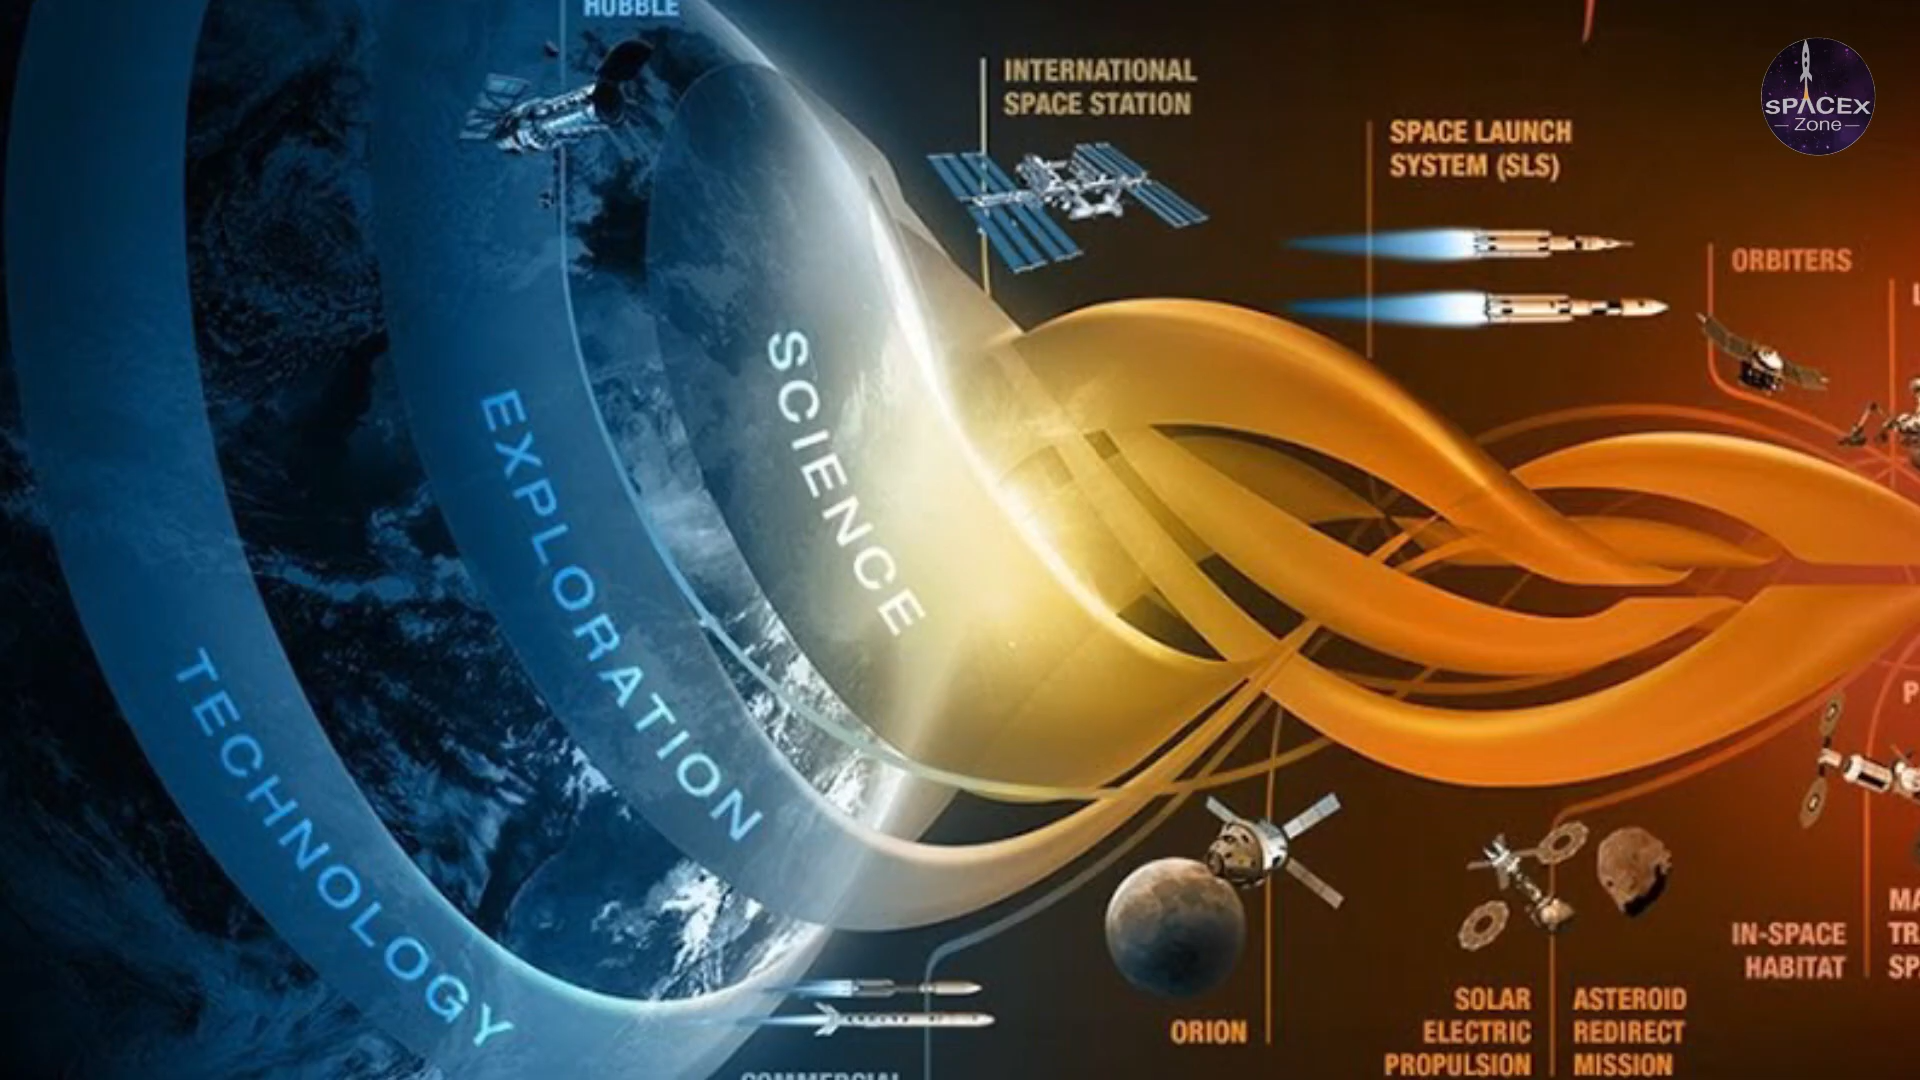 HUBBLE
INTERNATIONAL
SPACE STATION
SPACE LAUNCH
SYSTEM (SLS)
SPACEX
Zone
ORBITERS
SCIENCE
EXPLORATION
TECHNOLOGY
ORION
SOLAR
ELECTRIC
PROPULSION
ASTEROID
REDIRECT
MISSION
IN-SPACE
HABITAT
COMMERCIAL